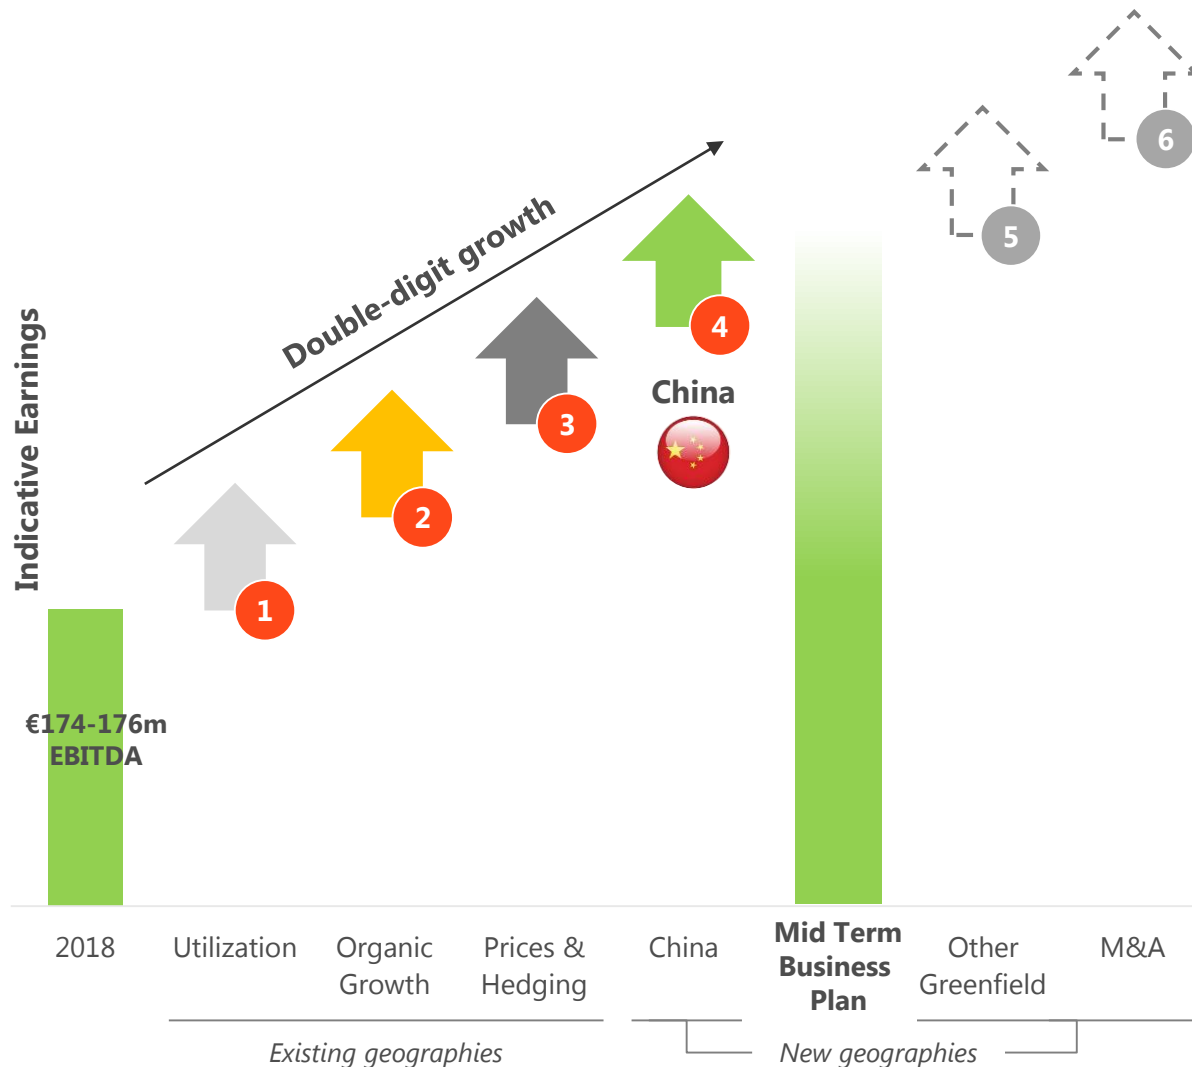 Indicative Earnings
Double-digit growth
6
5
4
China
3
2
1
€174-176m
EBITDA
2018
Utilization
Organic
Growth
Prices &
Hedging
China
Mid Term
Business
Plan
Other
Greenfield
M&A
Existing geographies
New geographies